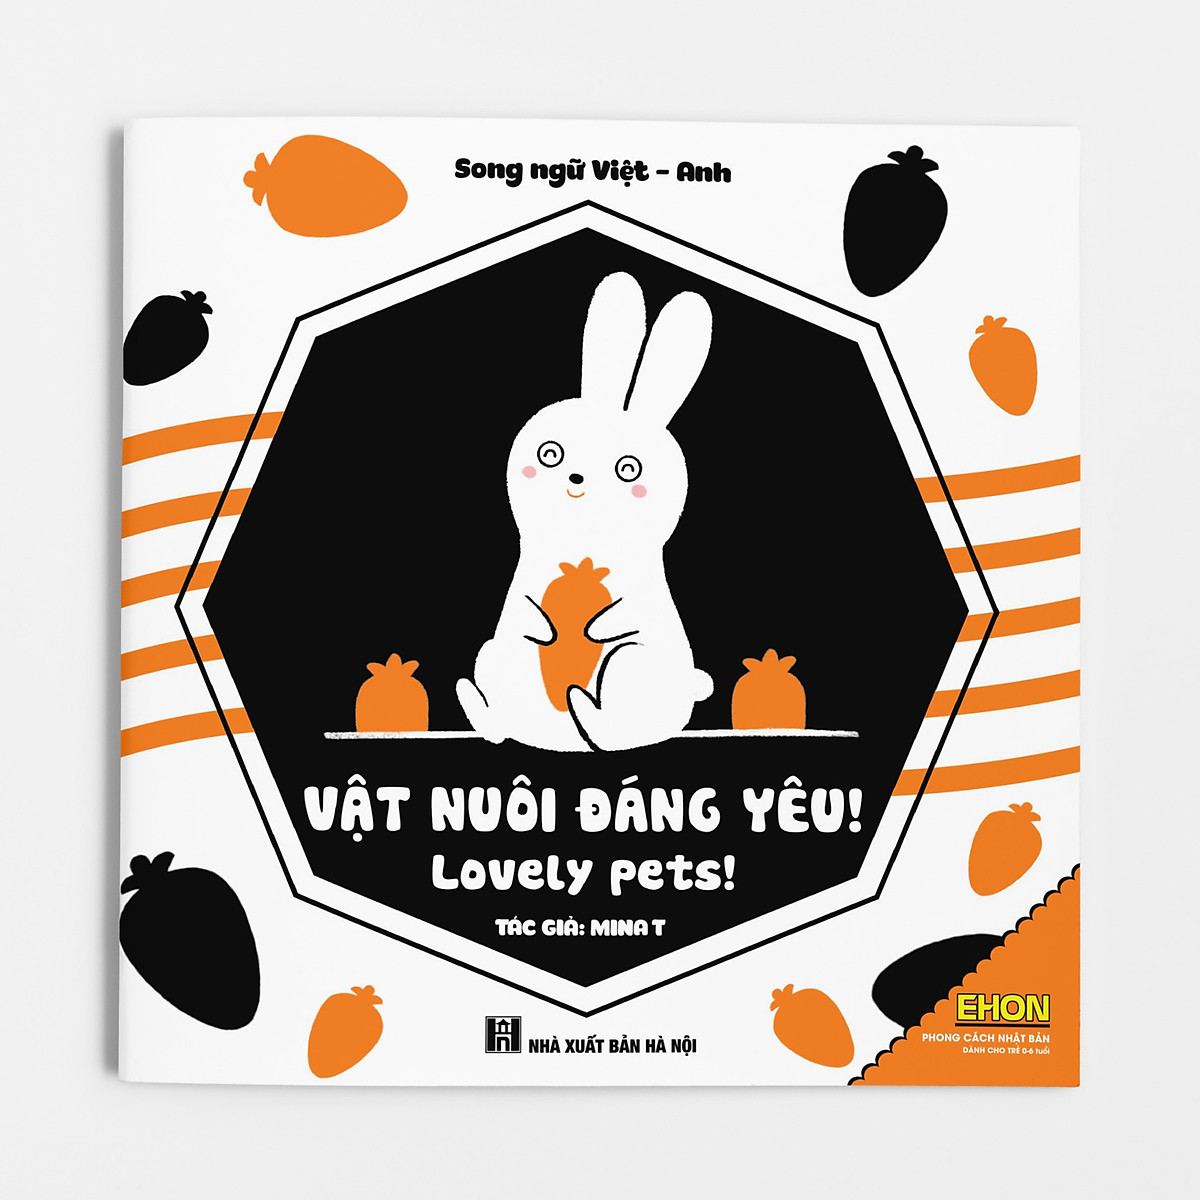 Song ngữ Việt - Anh
VẬT NUÔI ĐÁNG YÊU!
Lovely pets!
TÁC GIẢ: MINA T
NHÀ XUẤT BẢN HÀ NỘI
EHON
PHONG CÁCH NHẬT BẢN
DÀNH CHO TRẺ 0-6 tuổi